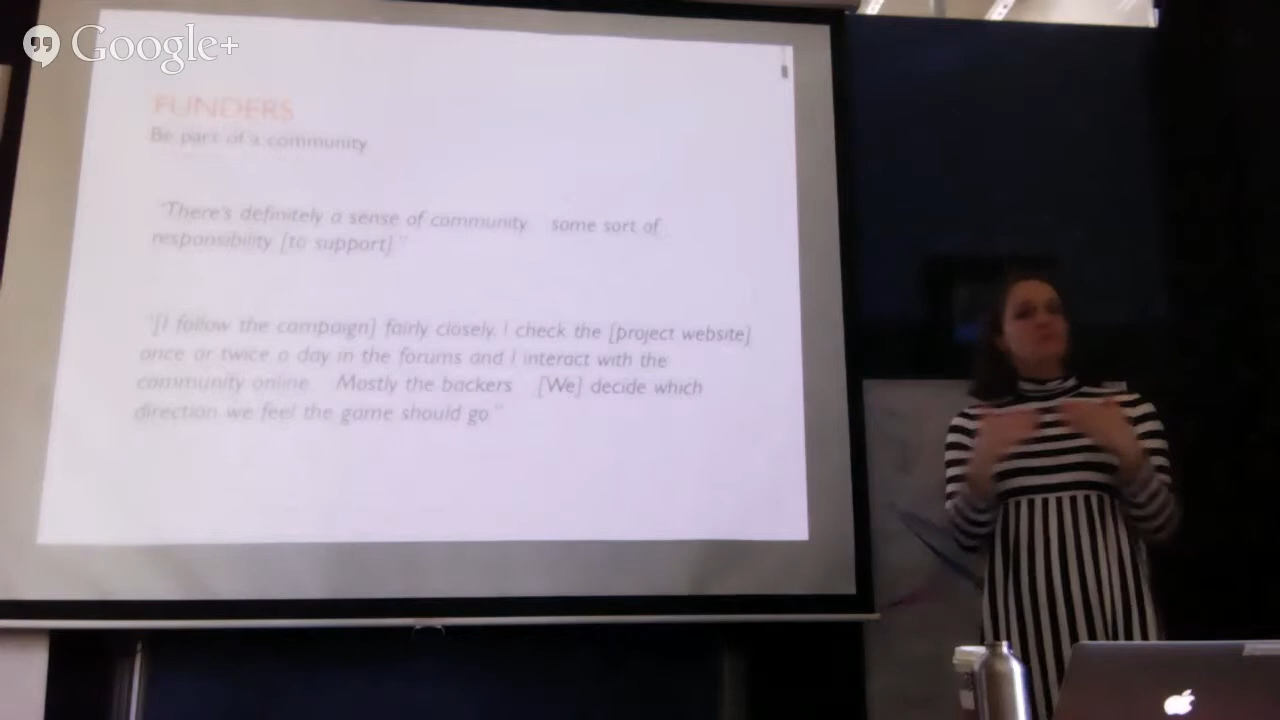 Google+
FUNDERS
Be part of a community
"There's definitely a sense of community some sort of
responsibility [to support]"
"[I follow the campaign] fairly closely. I check the [project website]
once or twice a day in the forums and I interact with the
community online Mostly the backers [We] decide which
direction we feel the game should go"